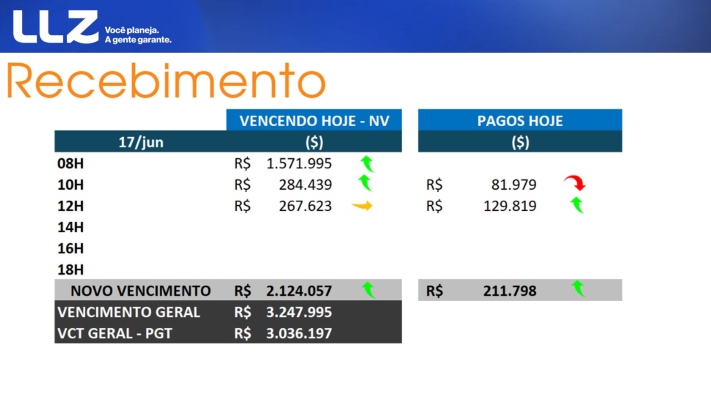 LLZ Você planeja.
A gente garante.
Recebimento
VENCENDO HOJE - NV PAGOS HOJE
17/jun ($) ($)
08H R$ 1.571.995
10H R$ 284.439 R$ 81.979
12H R$ 267.623 R$ 129.819
14H
16H
18H
NOVO VENCIMENTO R$ 2.124.057 R$ 211.798
VENCIMENTO GERAL R$ 3.247.995
VCT GERAL - PGT R$ 3.036.197